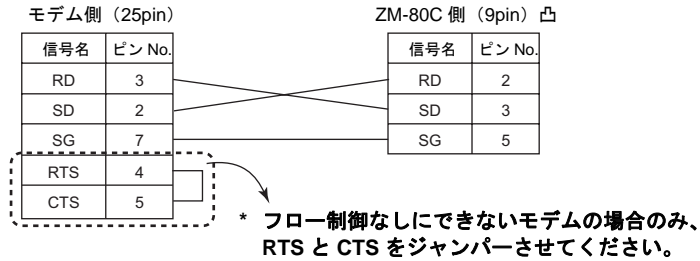 モデム側（25pin）
ZM-80C 側（9pin）凸
信号名 ピン No.
RD 3
SD 2
SG 7
RTS 4
CTS 5
信号名 ピン No.
RD 2
SD 3
SG 5
* フロー制御なしにできないモデムの場合のみ、
RTS と CTS をジャンパーさせてください。